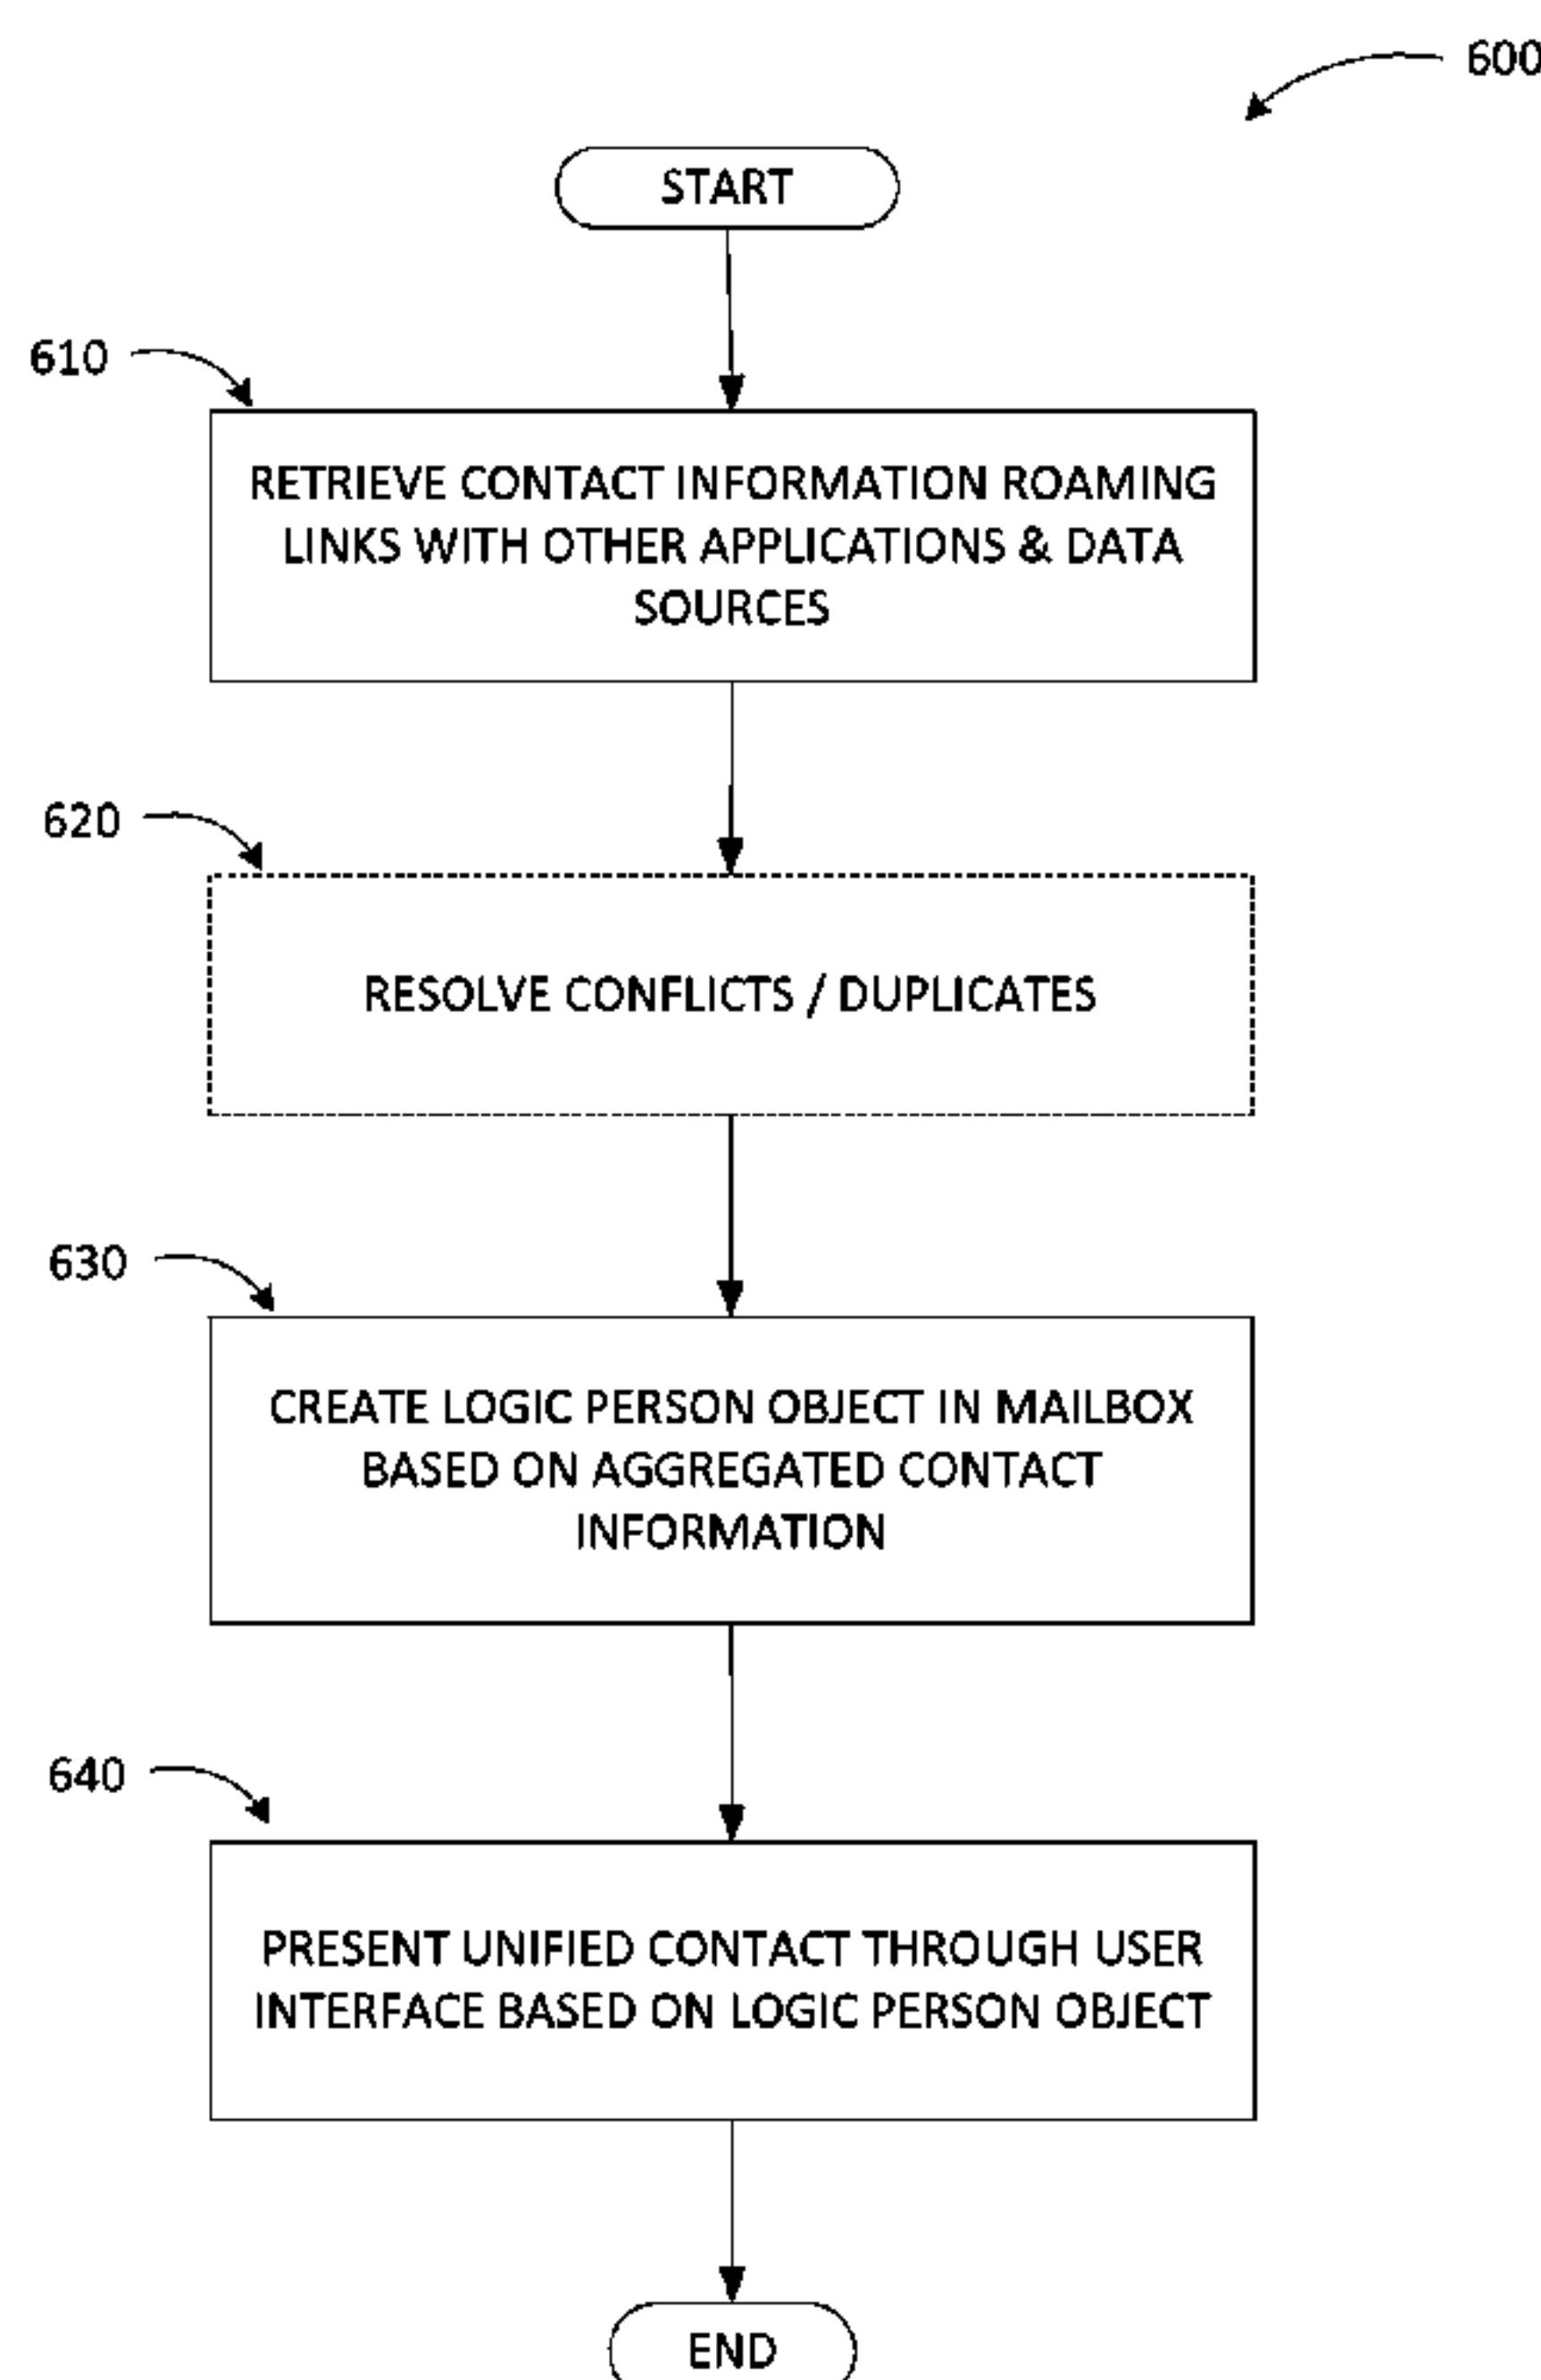 600
START
610
RETRIEVE CONTACT INFORMATION ROAMING
LINKS WITH OTHER APPLICATIONS & DATA
SOURCES
620
RESOLVE CONFLICTS / DUPLICATES
630
CREATE LOGIC PERSON OBJECT IN MAILBOX
BASED ON AGGREGATED CONTACT
INFORMATION
640
PRESENT UNIFIED CONTACT THROUGH USER
INTERFACE BASED ON LOGIC PERSON OBJECT
END